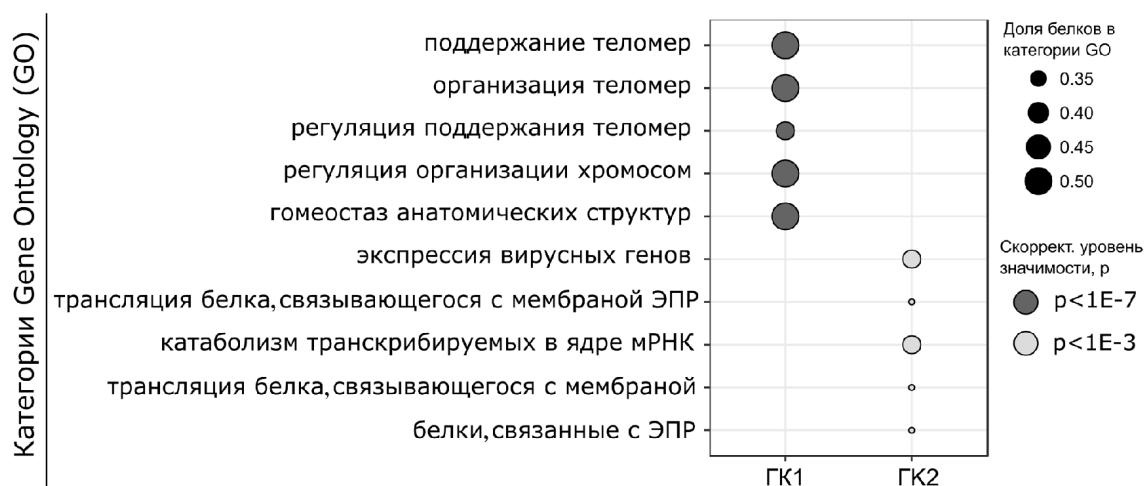 Категории Gene Ontology (GO)
поддержание теломер
организация теломер
регуляция поддержания теломер
регуляция организации хромосом
гомеостаз анатомических структур
экспрессия вирусных генов
трансляция белка,связывающегося с мембраной ЭПР
катаболизм транскрибируемых в ядре мРНК
трансляция белка,связывающегося с мембраной
белки,связанные с ЭПР
ГК1
ГК2
Доля белков в
категории GO
0.35
0.40
0.45
0.50
Скоррект. уровень
значимости, p
p<1E-7
p<1E-3